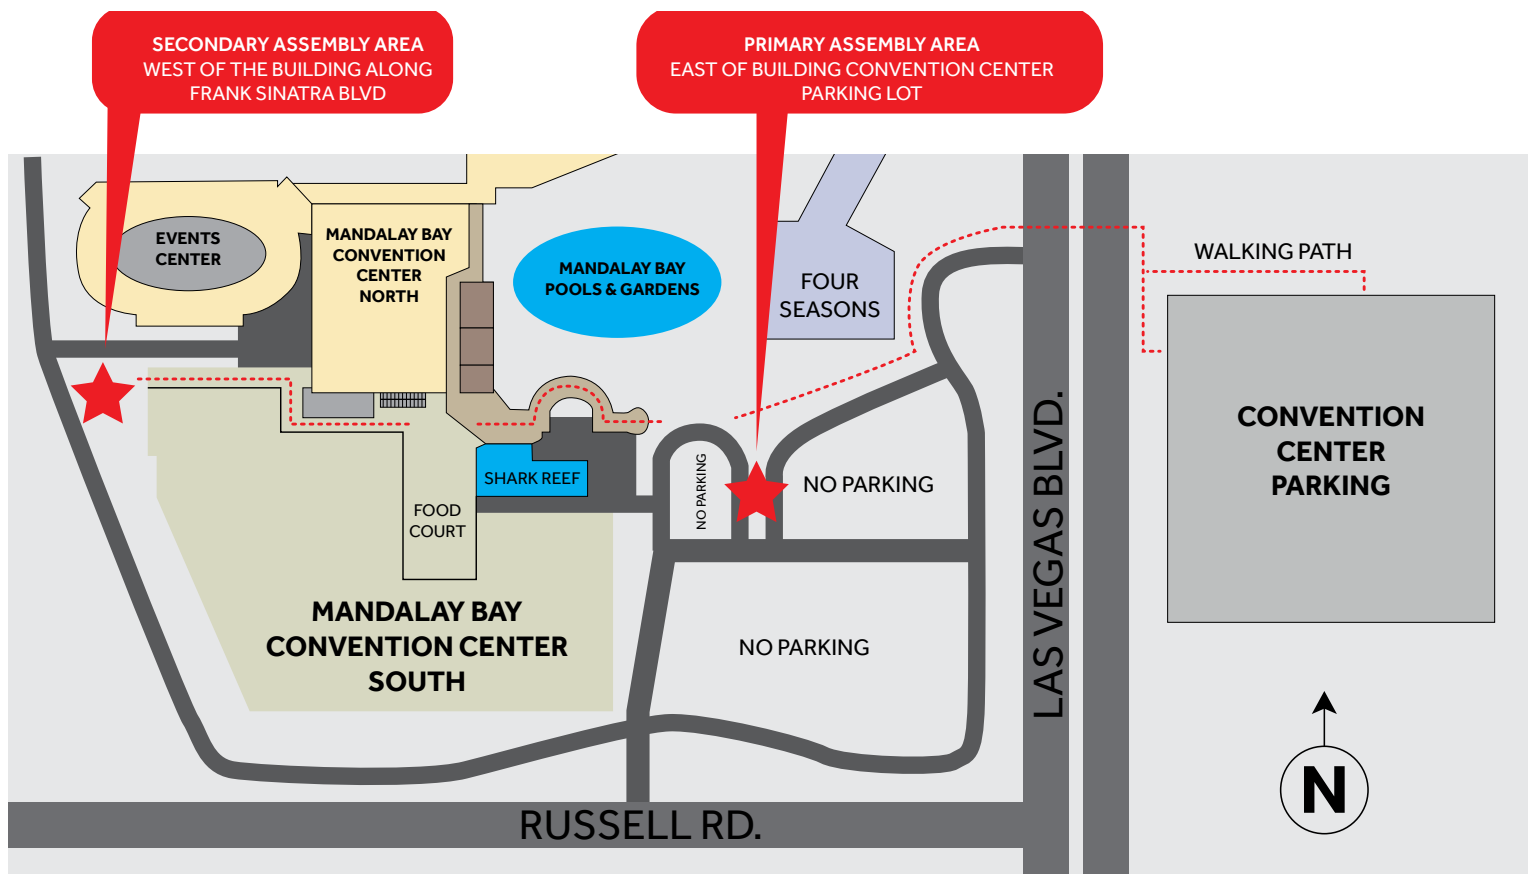 SECONDARY ASSEMBLY AREA
WEST OF THE BUILDING ALONG
FRANK SINATRA BLVD
PRIMARY ASSEMBLY AREA
EAST OF BUILDING CONVENTION CENTER
PARKING LOT
EVENTS
CENTER
MANDALAY BAY
CONVENTION
CENTER
NORTH
MANDALAY BAY
POOLS & GARDENS
FOUR
SEASONS
WALKING PATH
CONVENTION
CENTER
PARKING
SHARK REEF
FOOD
COURT
NO PARKING
NO PARKING
MANDALAY BAY
CONVENTION CENTER
SOUTH
NO PARKING
LAS VEGAS BLVD.
RUSSELL RD.
N